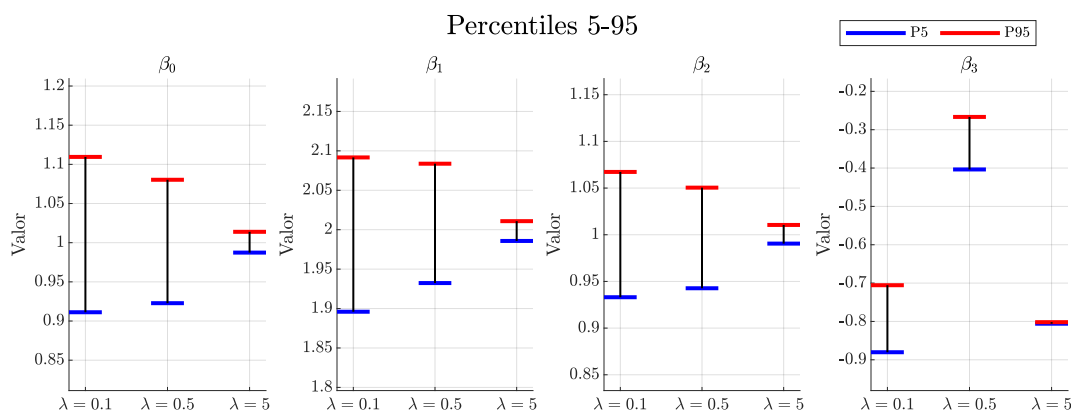 Percentiles 5-95
P5 P95
β₀
Valor
1.2
1.15
1.1
1.05
1
0.95
0.9
0.85
λ = 0.1 λ = 0.5 λ = 5
β₁
Valor
2.15
2.1
2.05
2
1.95
1.9
1.85
1.8
λ = 0.1 λ = 0.5 λ = 5
β₂
Valor
1.15
1.1
1.05
1
0.95
0.9
0.85
λ = 0.1 λ = 0.5 λ = 5
β₃
Valor
-0.2
-0.3
-0.4
-0.5
-0.6
-0.7
-0.8
-0.9
λ = 0.1 λ = 0.5 λ = 5